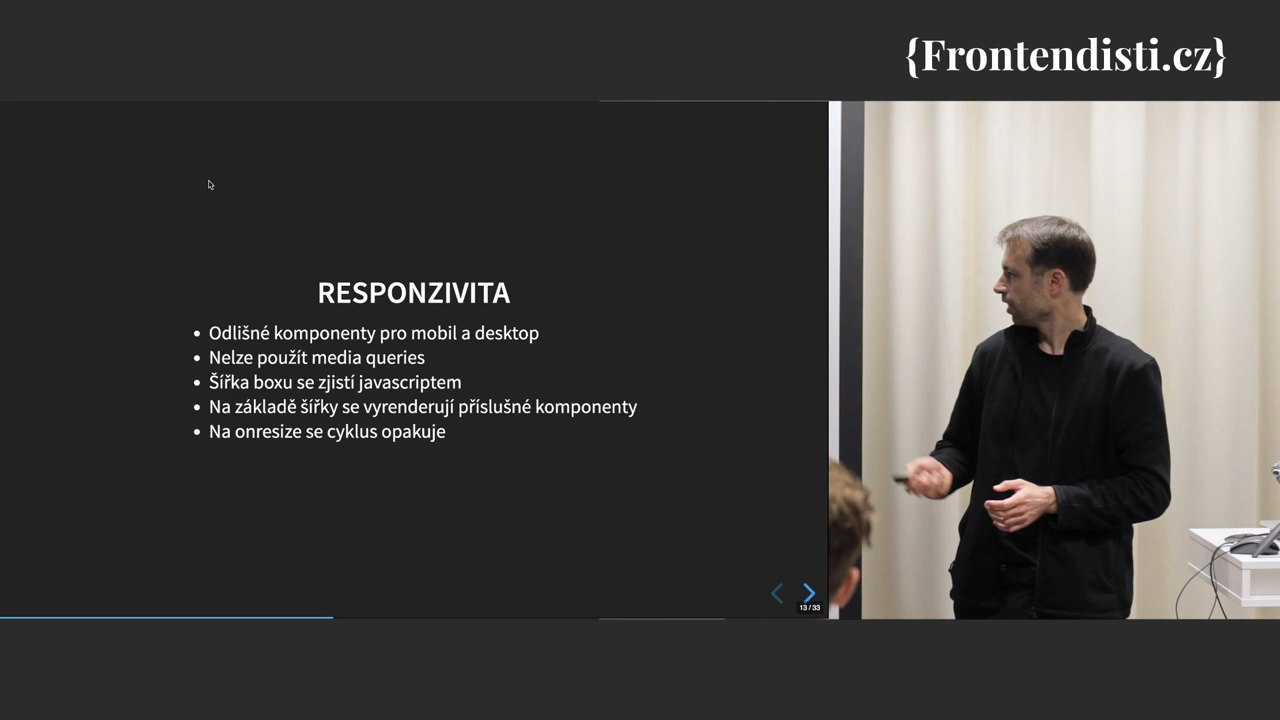 {Frontendisti.cz}
RESPONZIVITA
Odlišné komponenty pro mobil a desktop
Nelze použít media queries
Šířka boxu se zjistí javascriptem
Na základě šířky se vyrenderují příslušné komponenty
Na onresize se cyklus opakuje
13 / 33